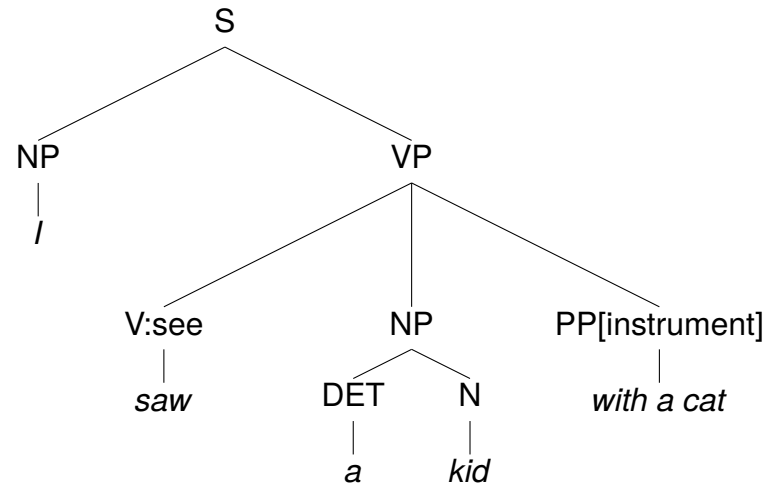 S
NP VP
I
V:see NP PP[instrument]
saw DET N with a cat
a kid